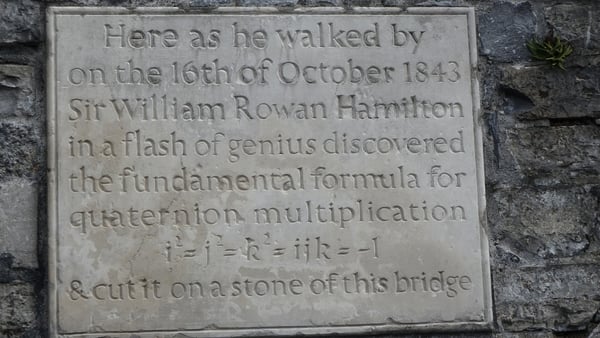 Here as he walked by
on the 16th of October 1843
Sir William Rowan Hamilton
in a flash of genius discovered
the fundamental formula for
quaternion multiplication
i² = j² = k² = ijk = -1
& cut it on a stone of this bridge